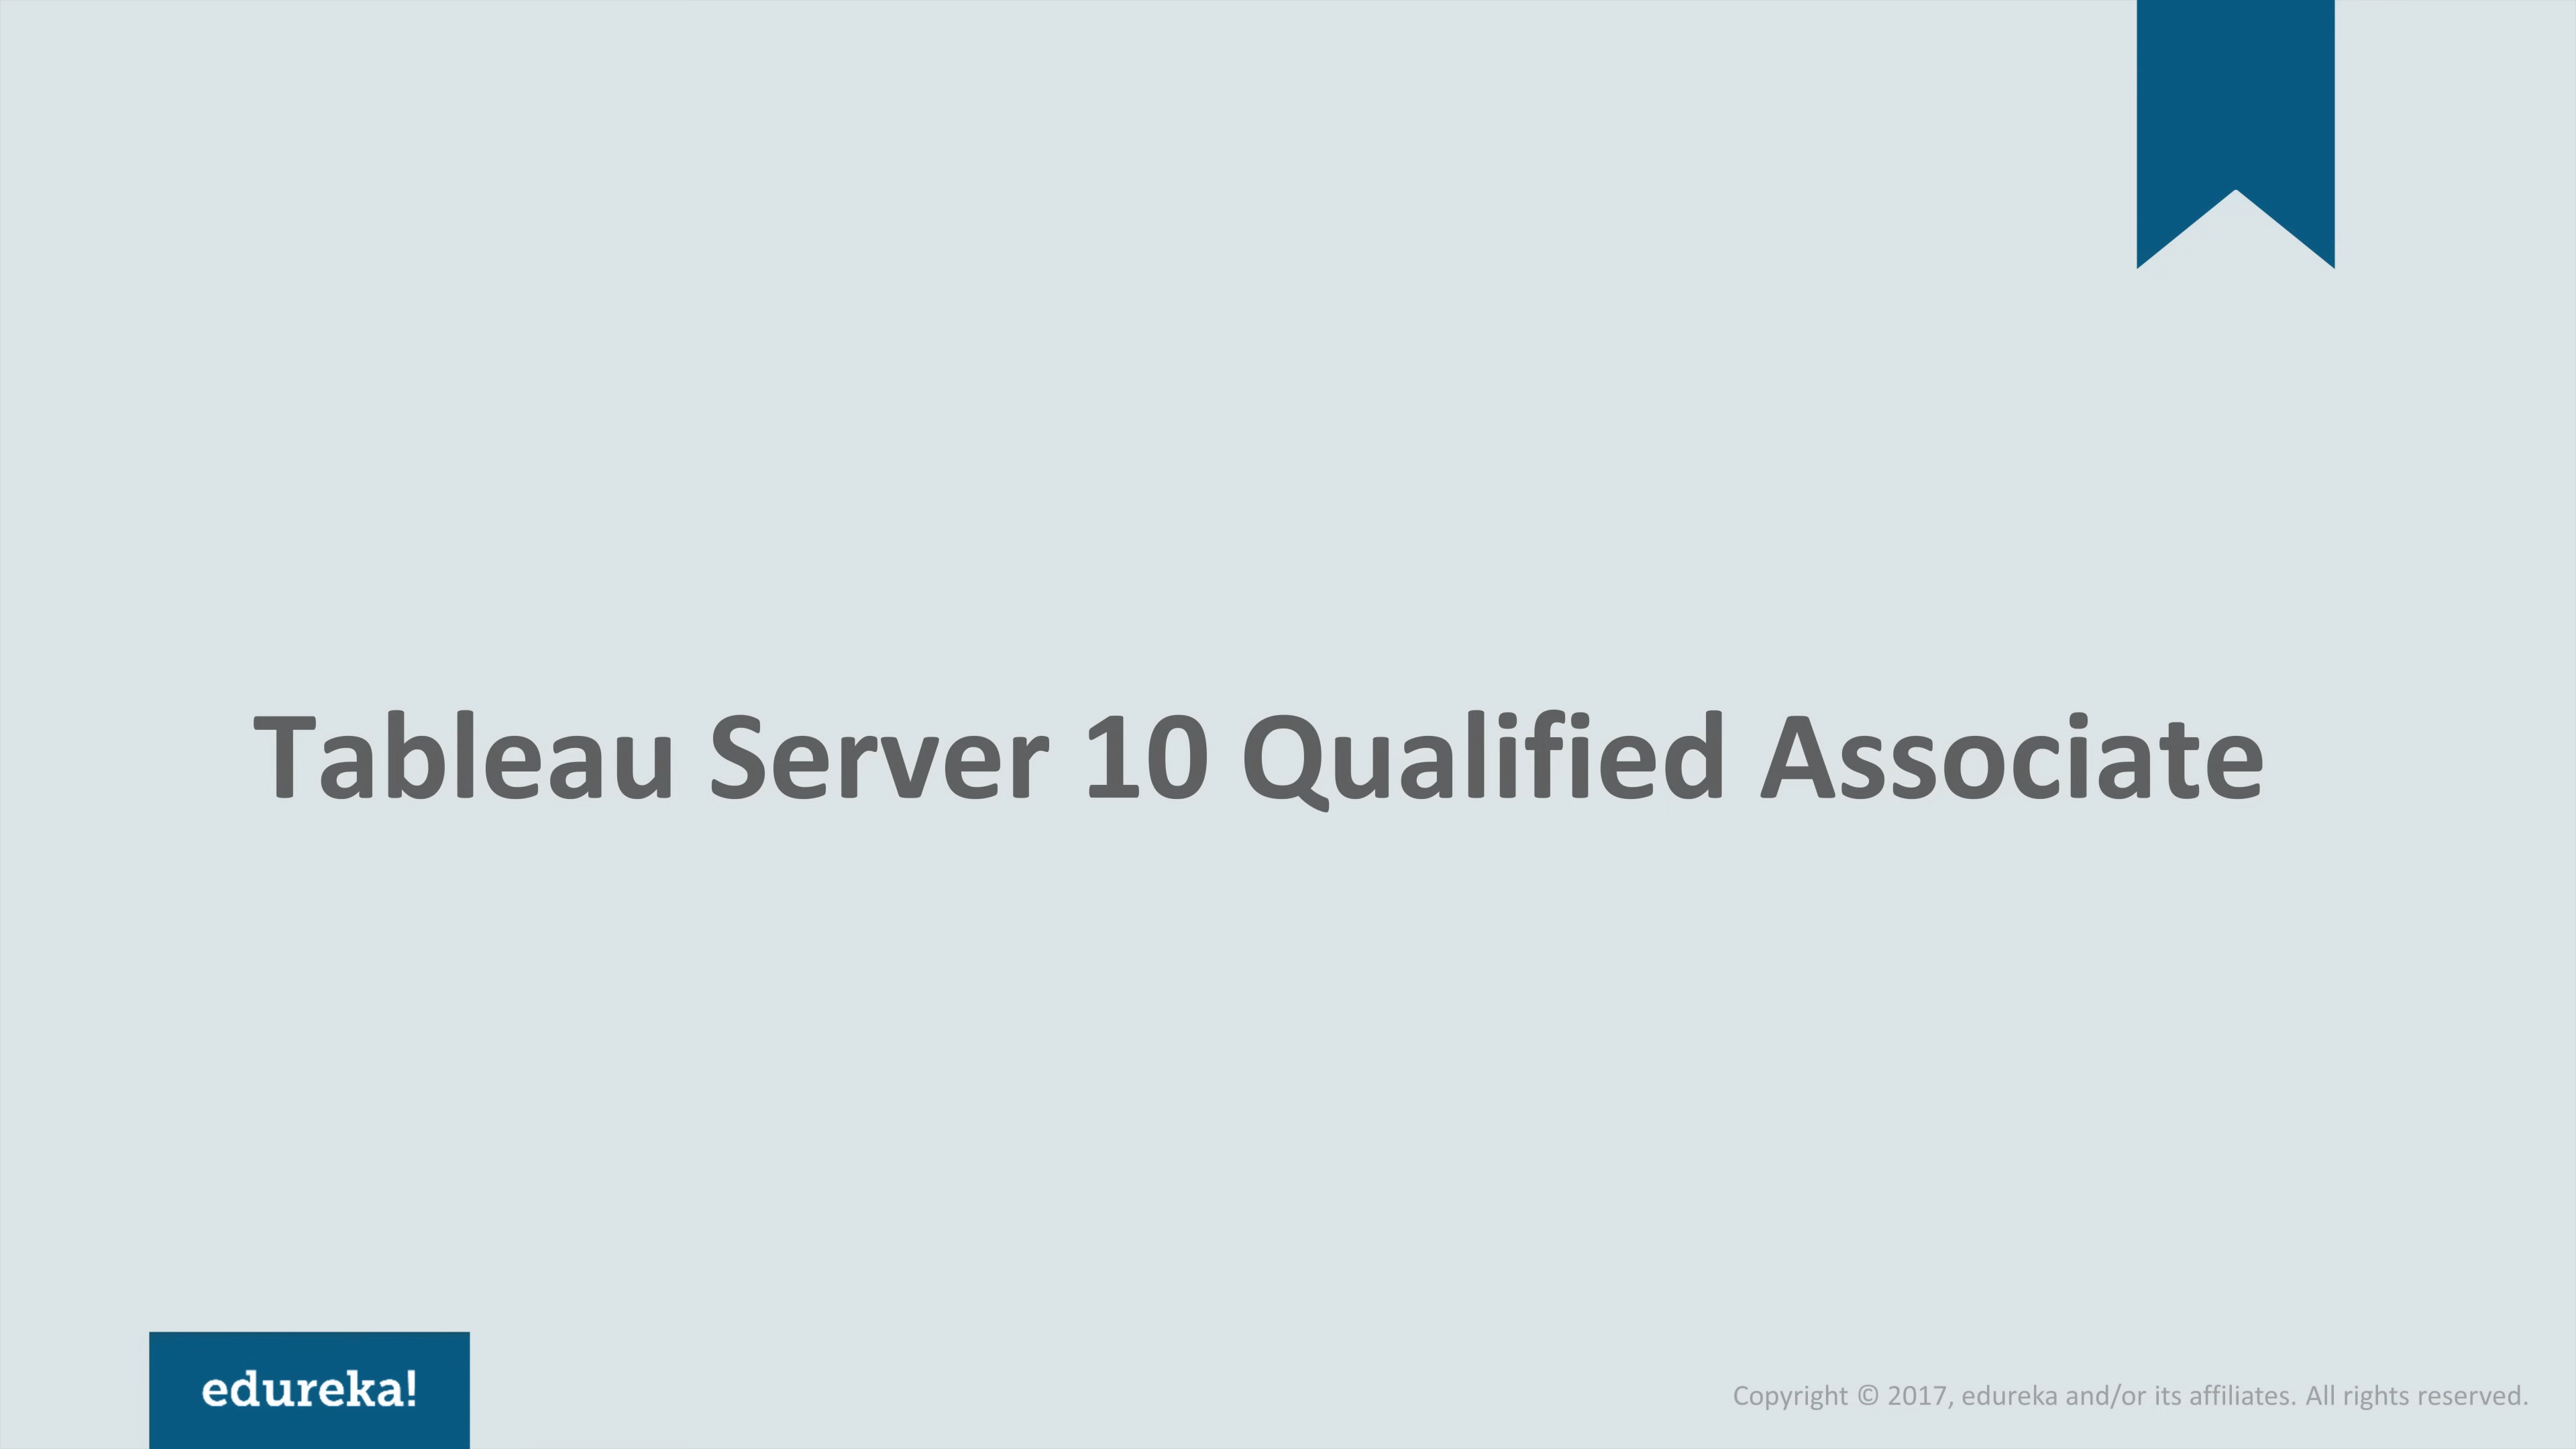 Tableau Server 10 Qualified Associate
edureka!
Copyright © 2017, edureka and/or its affiliates. All rights reserved.